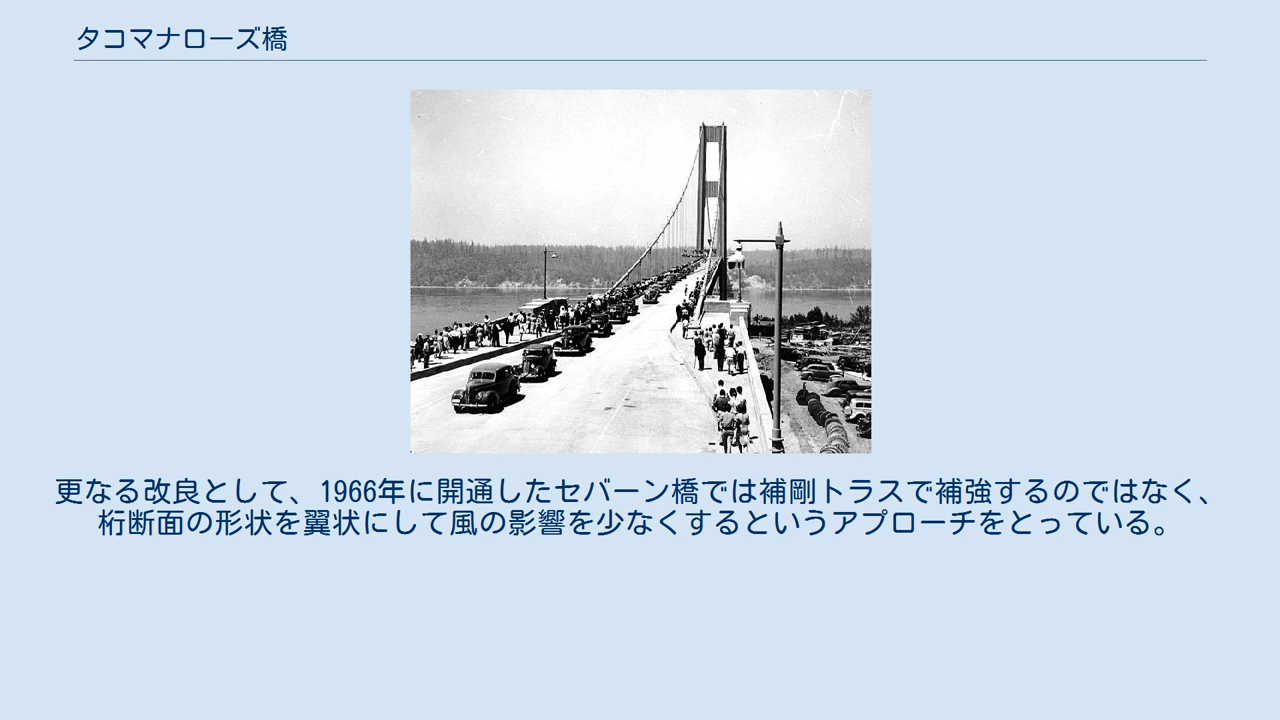 タコマナローズ橋
更なる改良として、1966年に開通したセバーン橋では補剛トラスで補強するのではなく、
桁断面の形状を翼状にして風の影響を少なくするというアプローチをとっている。